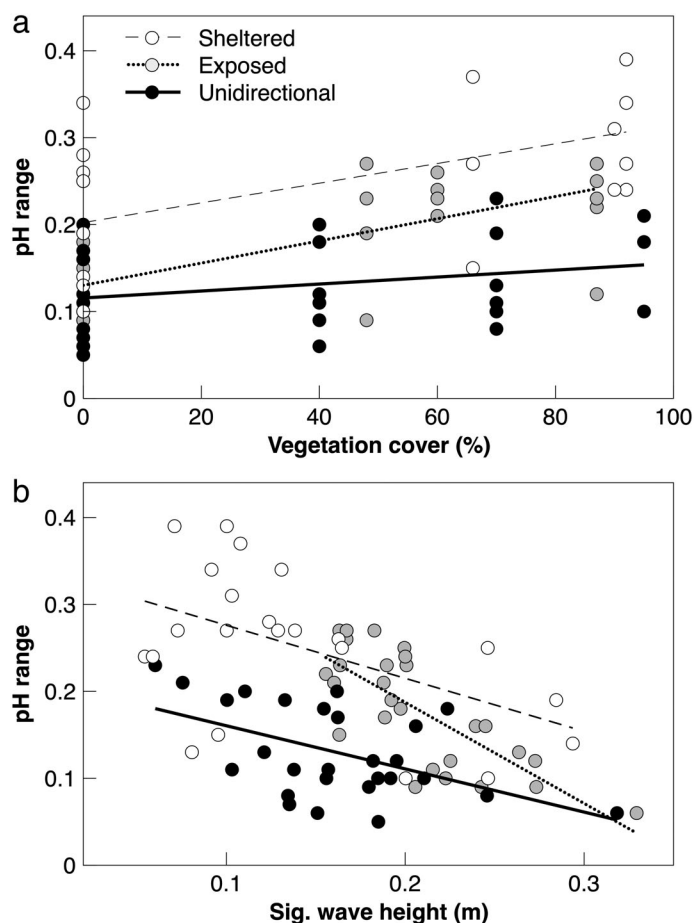 a
0.4
0.3
0.2
0.1
0
pH range
Sheltered
Exposed
Unidirectional
0
20
40
60
80
100
Vegetation cover (%)
b
0.4
0.3
0.2
0.1
0
pH range
0.1
0.2
0.3
Sig. wave height (m)